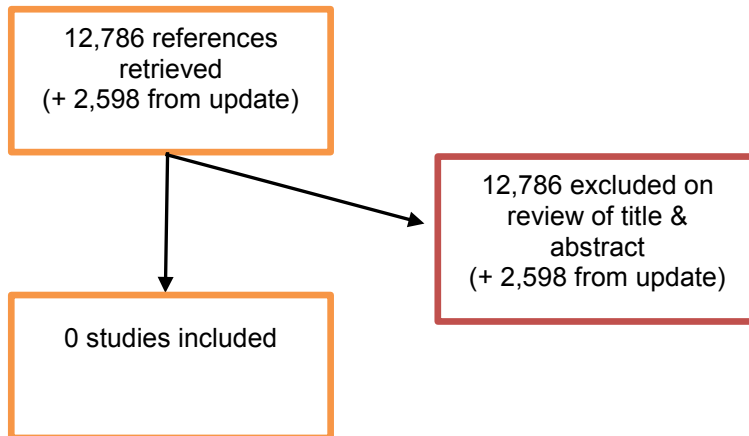 12,786 references
retrieved
(+ 2,598 from update)
12,786 excluded on
review of title &
abstract
(+ 2,598 from update)
0 studies included